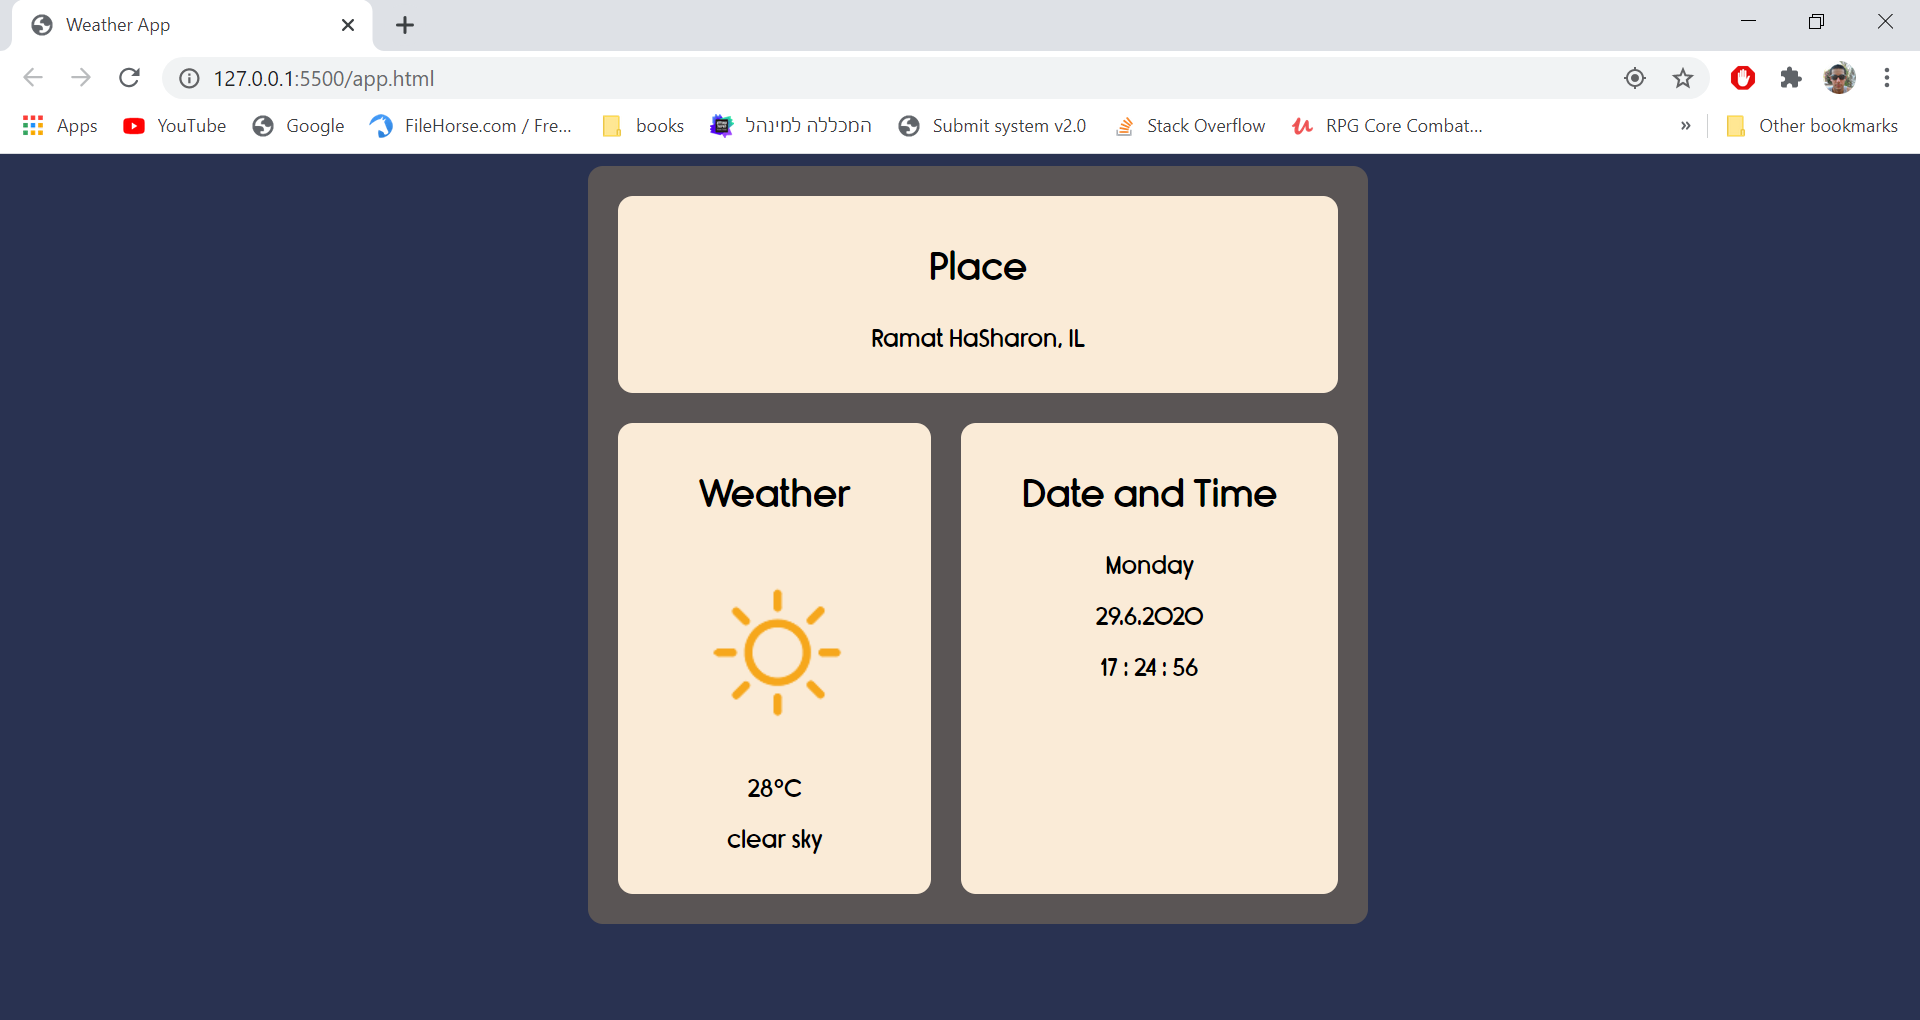 Weather App
127.0.0.1:5500/app.html
Apps YouTube Google FileHorse.com / Fre... books המכללה למינהל Submit system v2.0 Stack Overflow RPG Core Combat... » Other bookmarks
Place
Ramat HaSharon, IL
Weather
28°C
clear sky
Date and Time
Monday
29.6.2020
17 : 24 : 56